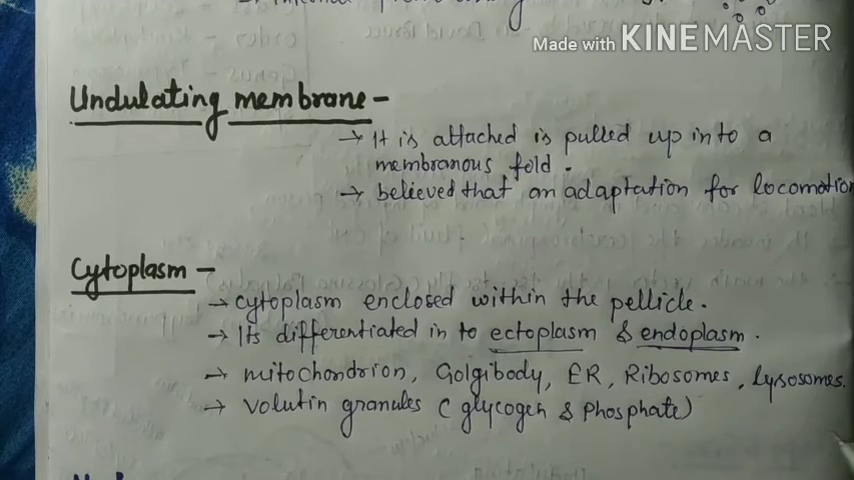 Made with KINEMASTER
Undulating membrane -
→ It is attached is pulled up in to a
membranous fold.
→ believed that an adaptation for locomotion
Cytoplasm -
→ cytoplasm enclosed within the pellicle.
→ Its differentiated in to ectoplasm & endoplasm.
→ mitochondrion, Golgibody, ER, Ribosomes, lysosomes.
→ Volutin granules ( glycogen & phosphate)